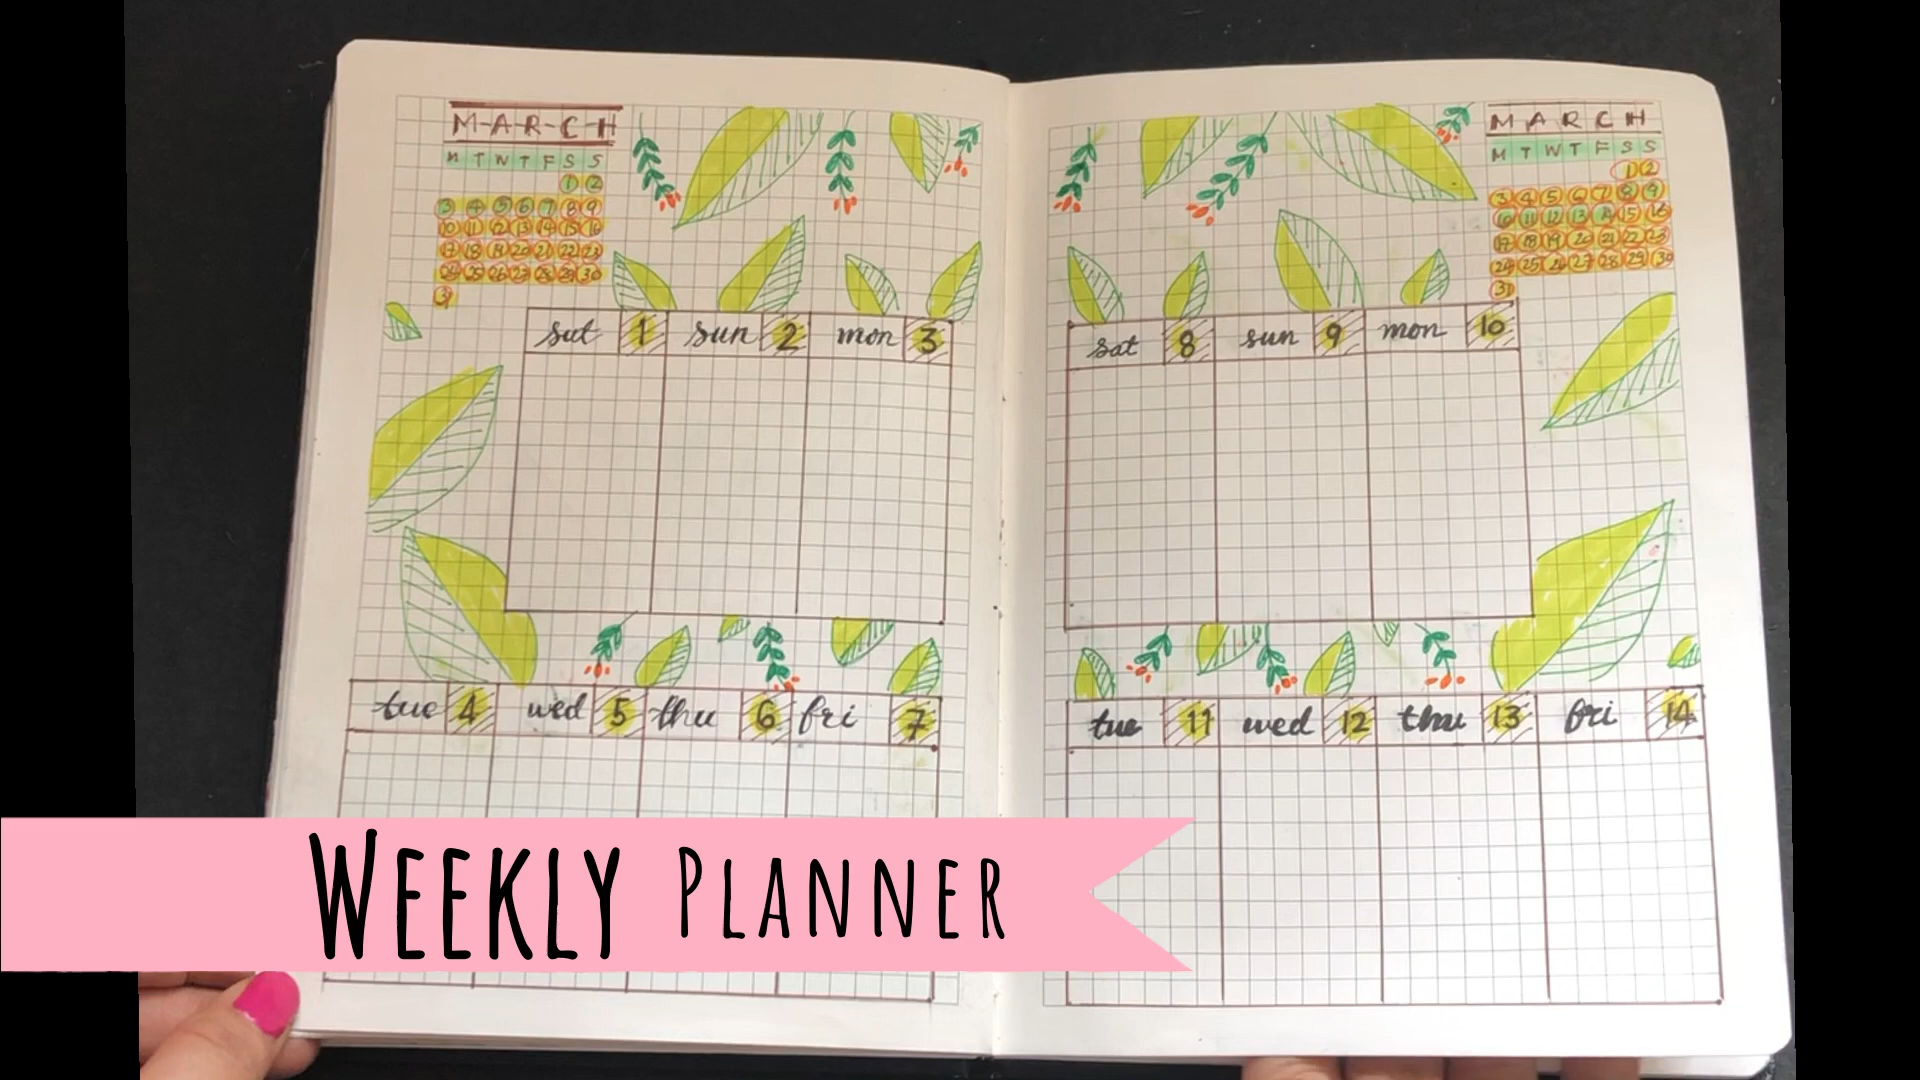 M-A-R-C-H
M T W T F S S
1 2
3 4 5 6 7 8 9
10 11 12 13 14 15 16
17 18 19 20 21 22 23
24 25 26 27 28 29 30
31
sat 1 sun 2 mon 3
tue 4 wed 5 thu 6 fri 7
MARCH
M T W T F S S
1 2
3 4 5 6 7 8 9
10 11 12 13 14 15 16
17 18 19 20 21 22 23
24 25 26 27 28 29 30
31
sat 8 sun 9 mon 10
tue 11 wed 12 thu 13 fri 14
WEEKLY PLANNER